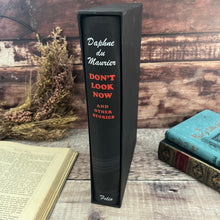 Daphne
du
Maurier
DON'T
LOOK
NOW
AND
OTHER
STORIES
Folio